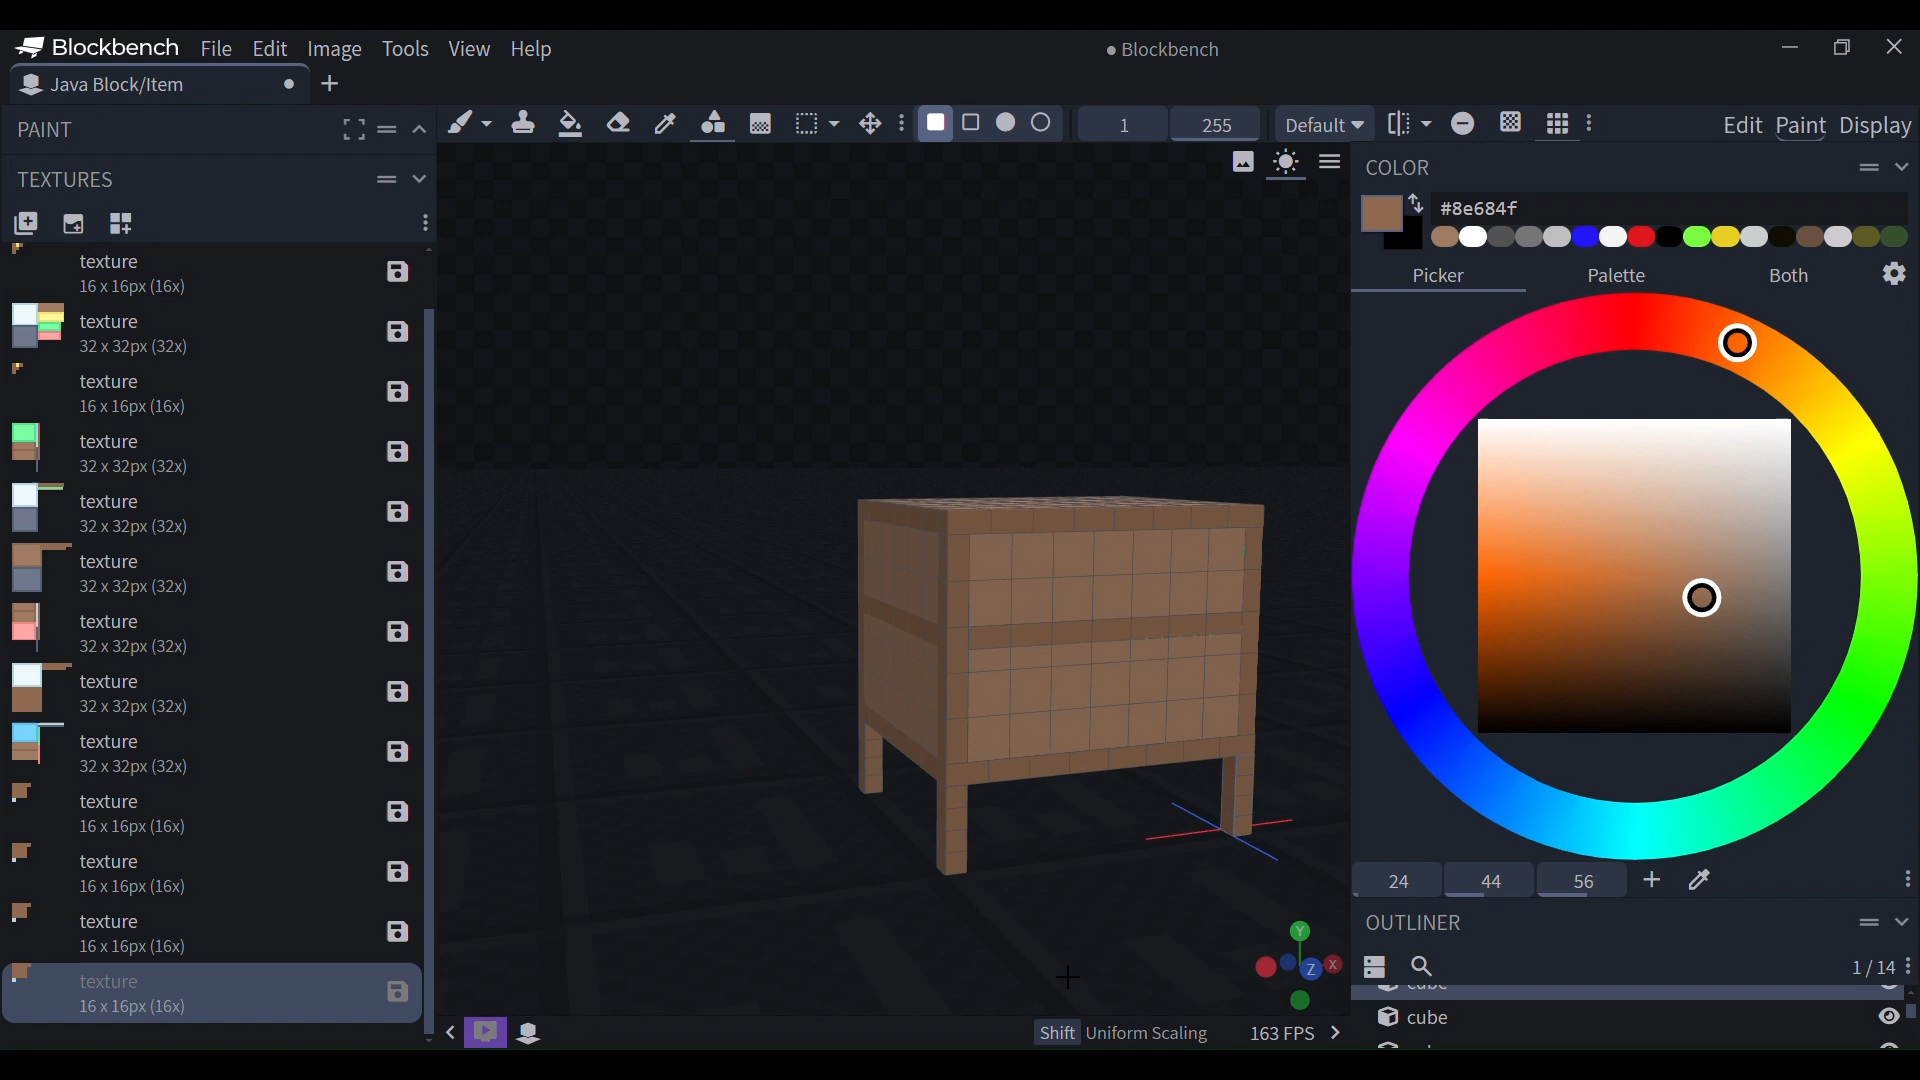 Blockbench File Edit Image Tools View Help
Blockbench
Java Block/Item
PAINT
1
255
Default
Edit Paint Display
TEXTURES
COLOR
#8e684f
Picker Palette Both
texture
16 x 16px (16x)
texture
32 x 32px (32x)
texture
16 x 16px (16x)
texture
32 x 32px (32x)
texture
32 x 32px (32x)
texture
32 x 32px (32x)
texture
32 x 32px (32x)
texture
32 x 32px (32x)
texture
32 x 32px (32x)
texture
16 x 16px (16x)
texture
16 x 16px (16x)
texture
16 x 16px (16x)
texture
16 x 16px (16x)
24
44
56
OUTLINER
1 / 14
Y
Z
X
cube
cube
Shift Uniform Scaling 163 FPS